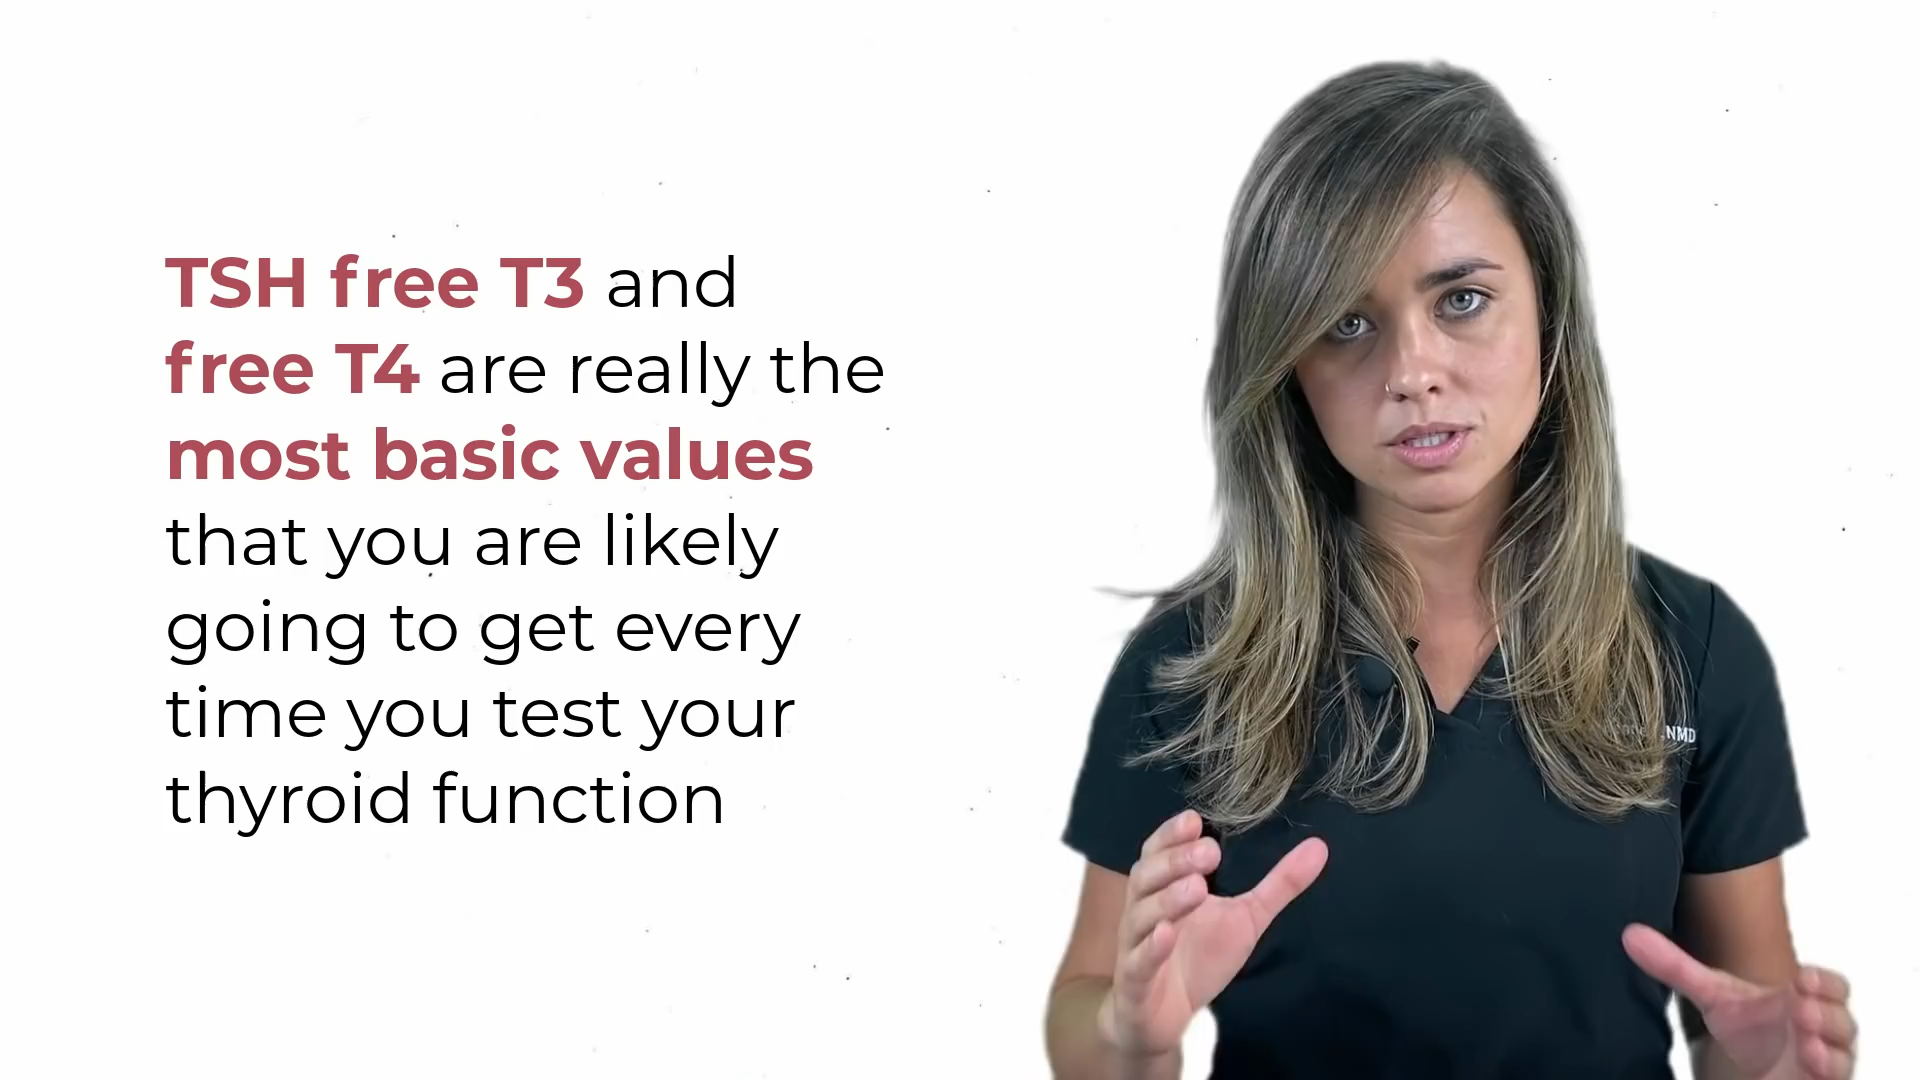 TSH free T3 and
free T4 are really the
most basic values
that you are likely
going to get every
time you test your
thyroid function
NMD